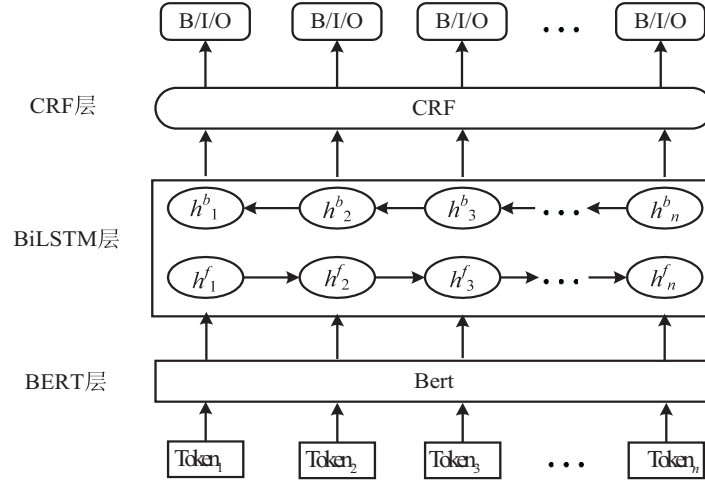 B/I/O B/I/O B/I/O ... B/I/O
CRF层 CRF
h^b_1 h^b_2 h^b_3 ... h^b_n
BiLSTM层
h^f_1 h^f_2 h^f_3 ... h^f_n
BERT层 Bert
Token_1 Token_2 Token_3 ... Token_n